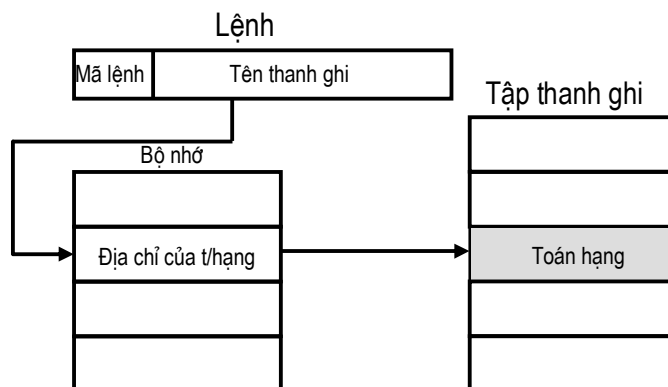 Lệnh
Mã lệnh
Tên thanh ghi
Tập thanh ghi
Bộ nhớ
Địa chỉ của t/hạng
Toán hạng